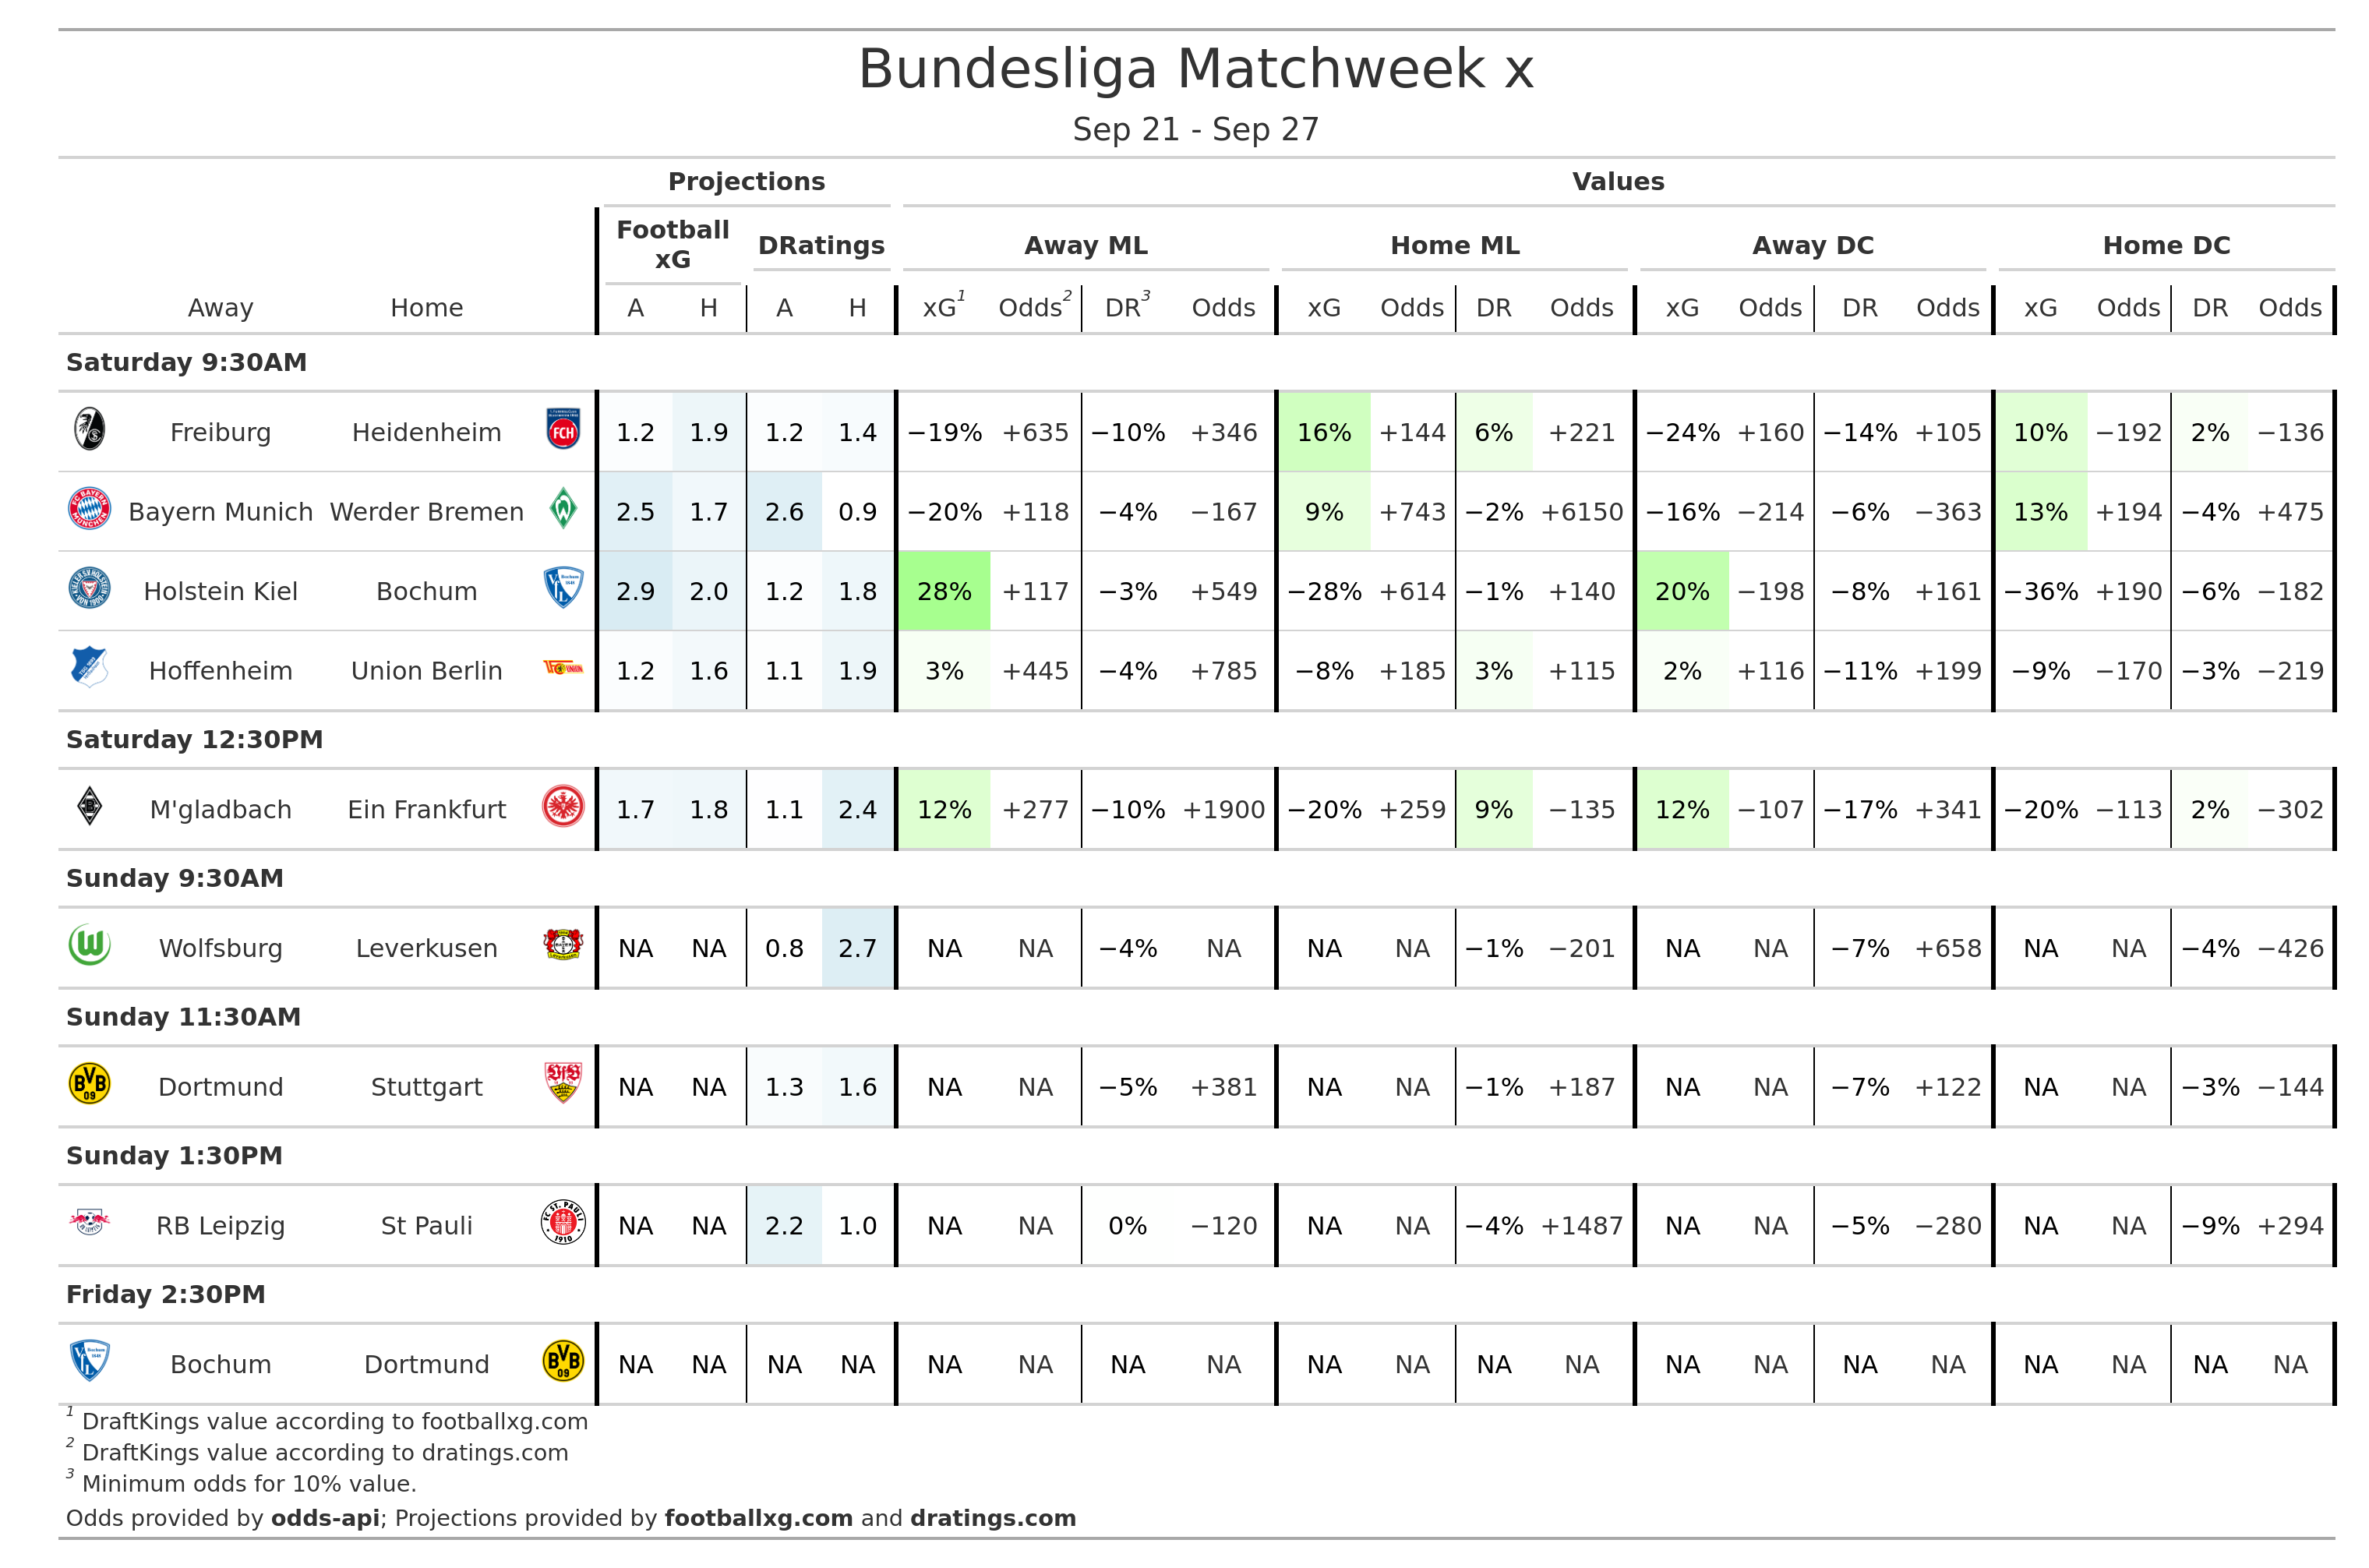 Bundesliga Matchweek x
Sep 21 - Sep 27
Projections Values
Football xG DRatings Away ML Home ML Away DC Home DC
Away Home A H A H xG1 Odds2 DR3 Odds xG Odds DR Odds xG Odds DR Odds xG Odds DR Odds
Saturday 9:30AM
Freiburg Heidenheim FCH 1.2 1.9 1.2 1.4 −19% +635 −10% +346 16% +144 6% +221 −24% +160 −14% +105 10% −192 2% −136
Bayern Munich Werder Bremen 2.5 1.7 2.6 0.9 −20% +118 −4% −167 9% +743 −2% +6150 −16% −214 −6% −363 13% +194 −4% +475
Holstein Kiel Bochum 2.9 2.0 1.2 1.8 28% +117 −3% +549 −28% +614 −1% +140 20% −198 −8% +161 −36% +190 −6% −182
Hoffenheim Union Berlin 1.2 1.6 1.1 1.9 3% +445 −4% +785 −8% +185 3% +115 2% +116 −11% +199 −9% −170 −3% −219
Saturday 12:30PM
M'gladbach Ein Frankfurt 1.7 1.8 1.1 2.4 12% +277 −10% +1900 −20% +259 9% −135 12% −107 −17% +341 −20% −113 2% −302
Sunday 9:30AM
Wolfsburg Leverkusen NA NA 0.8 2.7 NA NA −4% NA NA NA −1% −201 NA NA −7% +658 NA NA −4% −426
Sunday 11:30AM
BVB 09 Dortmund Stuttgart VfB NA NA 1.3 1.6 NA NA −5% +381 NA NA −1% +187 NA NA −7% +122 NA NA −3% −144
Sunday 1:30PM
RB Leipzig St Pauli FC ST. PAULI 1910 NA NA 2.2 1.0 NA NA 0% −120 NA NA −4% +1487 NA NA −5% −280 NA NA −9% +294
Friday 2:30PM
Bochum Dortmund BVB 09 NA NA NA NA NA NA NA NA NA NA NA NA NA NA NA NA NA NA NA NA
1 DraftKings value according to footballxg.com
2 DraftKings value according to dratings.com
3 Minimum odds for 10% value.
Odds provided by odds-api; Projections provided by footballxg.com and dratings.com